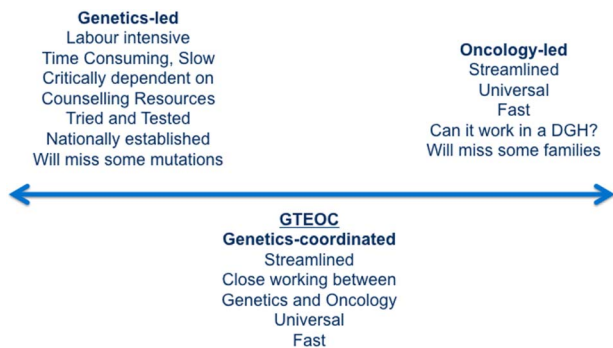 Genetics-led
Labour intensive
Time Consuming, Slow
Critically dependent on
Counselling Resources
Tried and Tested
Nationally established
Will miss some mutations
Oncology-led
Streamlined
Universal
Fast
Can it work in a DGH?
Will miss some families
GTEOC
Genetics-coordinated
Streamlined
Close working between
Genetics and Oncology
Universal
Fast